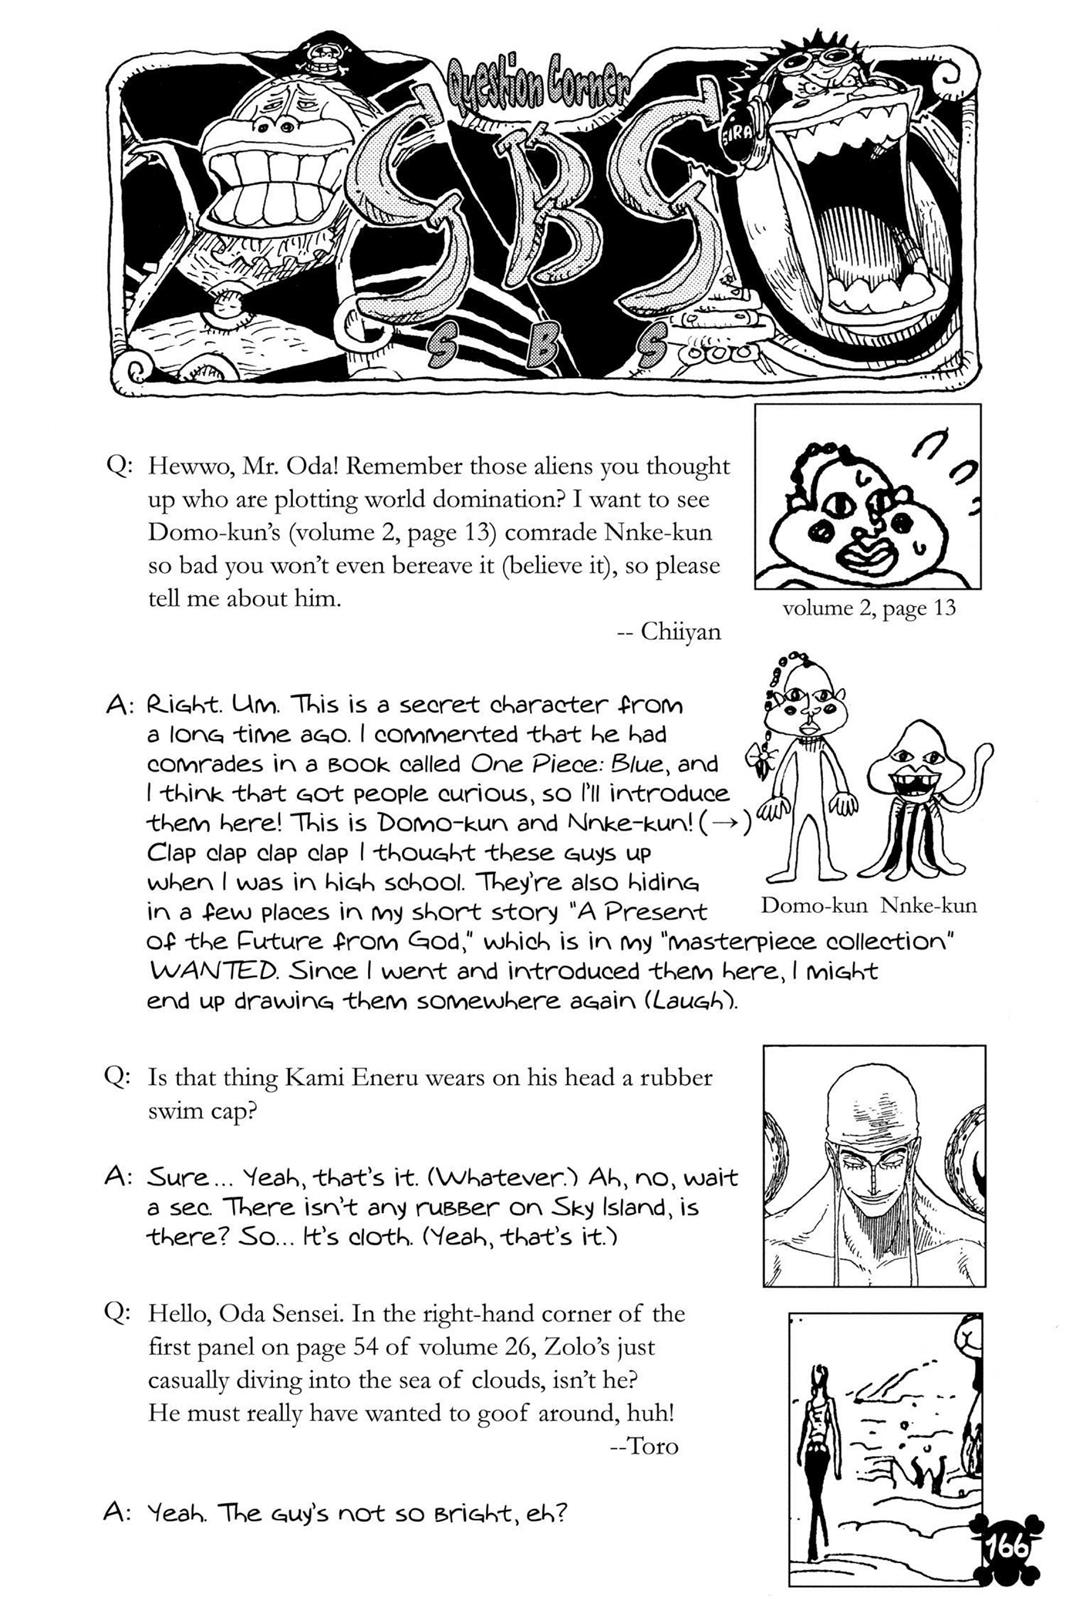 Question Corner
SBS
GIRA
S B S
Q: Hewwo, Mr. Oda! Remember those aliens you thought
up who are plotting world domination? I want to see
Domo-kun's (volume 2, page 13) comrade Nnke-kun
so bad you won't even bereave it (believe it), so please
tell me about him.
-- Chiiyan
volume 2, page 13
A: Right. Um. This is a secret character from
a long time ago. I commented that he had
comrades in a book called One Piece: Blue, and
I think that got people curious, so I'll introduce
them here! This is Domo-kun and Nnke-kun! (→)
Clap clap clap clap I thought these guys up
when I was in high school. They're also hiding
in a few places in my short story "A Present
of the Future from God," which is in my "masterpiece collection"
WANTED. Since I went and introduced them here, I might
end up drawing them somewhere again (Laugh).
Domo-kun Nnke-kun
Q: Is that thing Kami Eneru wears on his head a rubber
swim cap?
A: Sure... Yeah, that's it. (Whatever.) Ah, no, wait
a sec. There isn't any rubber on Sky Island, is
there? So... It's cloth. (Yeah, that's it.)
Q: Hello, Oda Sensei. In the right-hand corner of the
first panel on page 54 of volume 26, Zolo's just
casually diving into the sea of clouds, isn't he?
He must really have wanted to goof around, huh!
--Toro
A: Yeah. The guy's not so bright, eh?
166